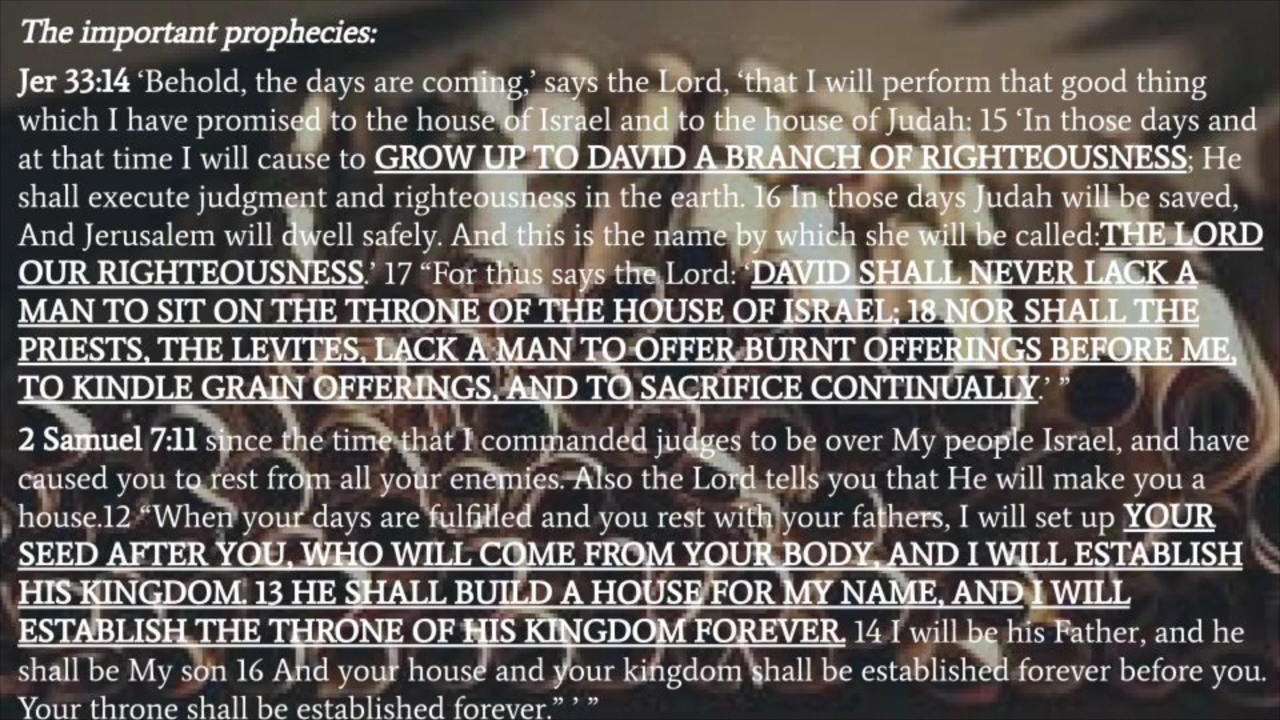 The important prophecies:
Jer 33:14 ‘Behold, the days are coming,’ says the Lord, ‘that I will perform that good thing
which I have promised to the house of Israel and to the house of Judah: 15 ‘In those days and
at that time I will cause to GROW UP TO DAVID A BRANCH OF RIGHTEOUSNESS; He
shall execute judgment and righteousness in the earth. 16 In those days Judah will be saved,
And Jerusalem will dwell safely. And this is the name by which she will be called:THE LORD
OUR RIGHTEOUSNESS.’ 17 “For thus says the Lord: ‘DAVID SHALL NEVER LACK A
MAN TO SIT ON THE THRONE OF THE HOUSE OF ISRAEL; 18 NOR SHALL THE
PRIESTS, THE LEVITES, LACK A MAN TO OFFER BURNT OFFERINGS BEFORE ME,
TO KINDLE GRAIN OFFERINGS, AND TO SACRIFICE CONTINUALLY.’ ”
2 Samuel 7:11 since the time that I commanded judges to be over My people Israel, and have
caused you to rest from all your enemies. Also the Lord tells you that He will make you a
house.12 “When your days are fulfilled and you rest with your fathers, I will set up YOUR
SEED AFTER YOU, WHO WILL COME FROM YOUR BODY, AND I WILL ESTABLISH
HIS KINGDOM. 13 HE SHALL BUILD A HOUSE FOR MY NAME, AND I WILL
ESTABLISH THE THRONE OF HIS KINGDOM FOREVER. 14 I will be his Father, and he
shall be My son 16 And your house and your kingdom shall be established forever before you.
Your throne shall be established forever.” ’ ”